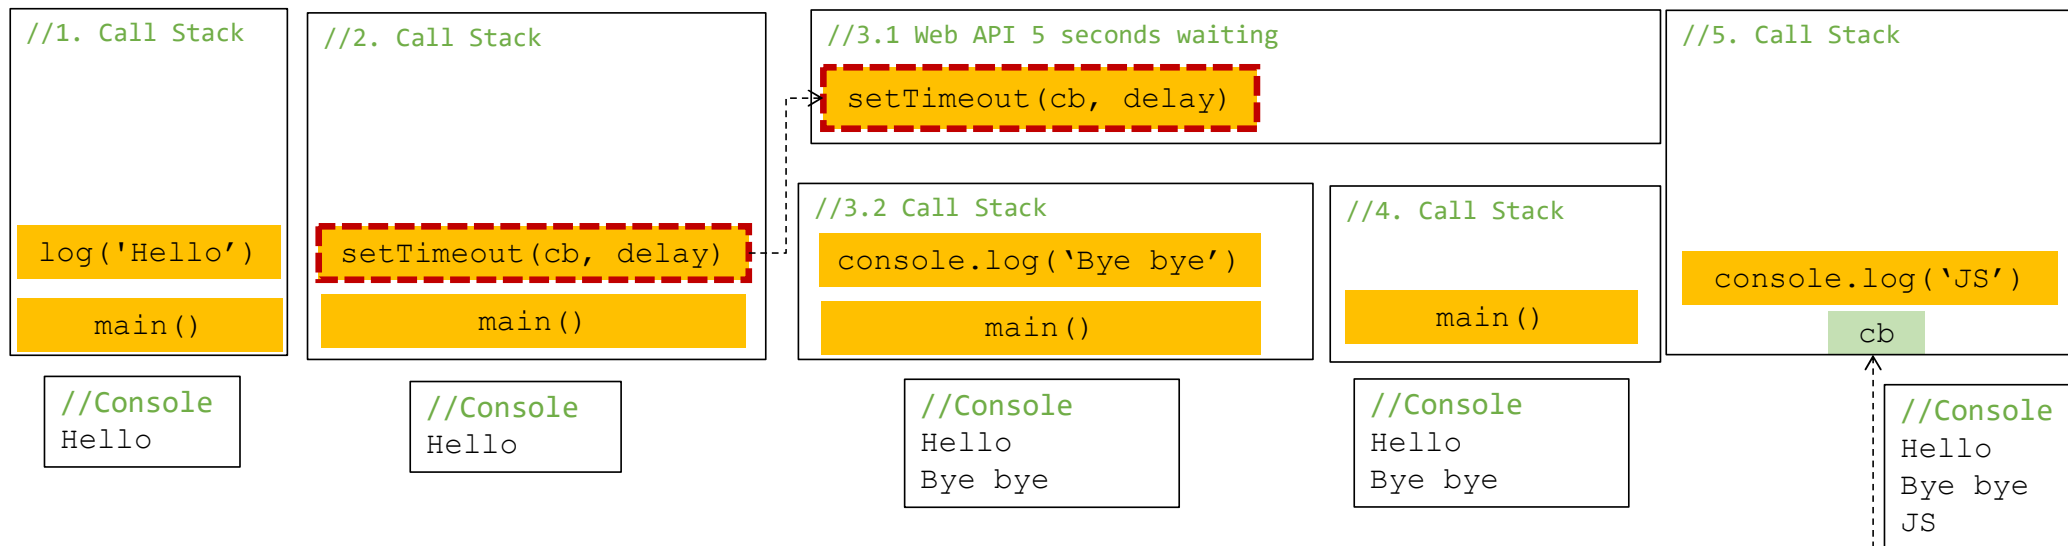 //1. Call Stack
log('Hello’)
main()
//Console
Hello
//2. Call Stack
setTimeout(cb, delay)
main()
//Console
Hello
//3.1 Web API 5 seconds waiting
setTimeout(cb, delay)
//3.2 Call Stack
console.log(‘Bye bye’)
main()
//Console
Hello
Bye bye
//4. Call Stack
main()
//Console
Hello
Bye bye
//5. Call Stack
console.log(‘JS’)
cb
//Console
Hello
Bye bye
JS